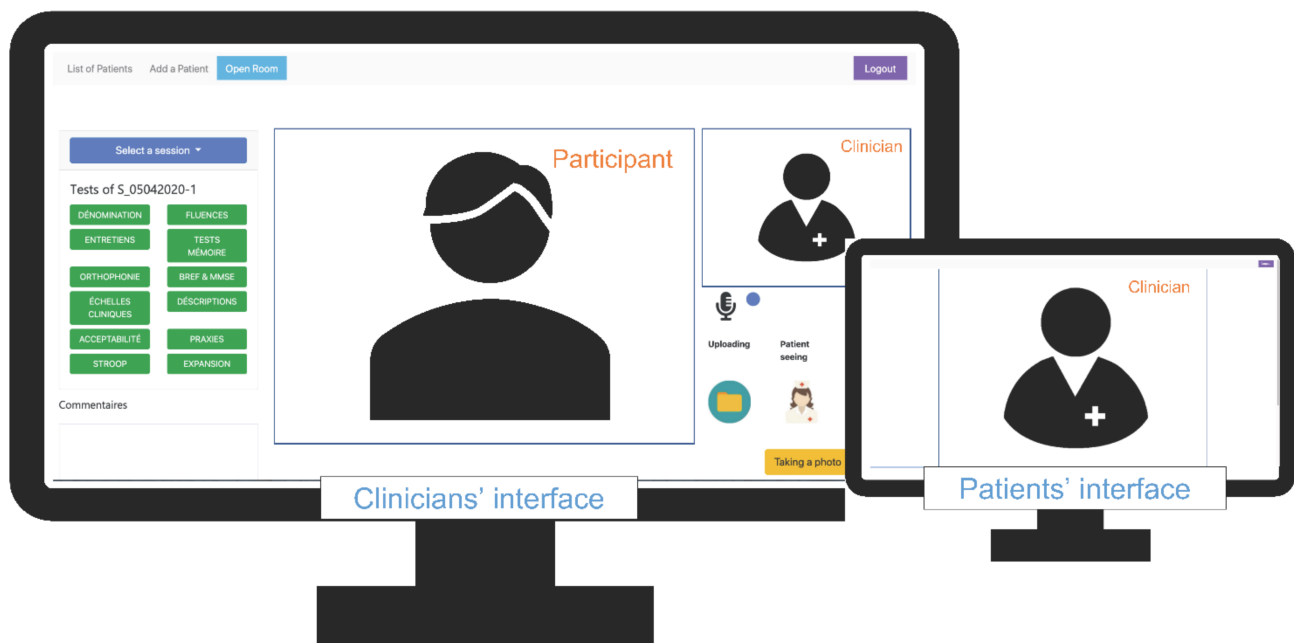 List of Patients Add a Patient Open Room Logout
Select a session
Tests of S_05042020-1
DÉNOMINATION FLUENCES
ENTRETIENS TESTS
MÉMOIRE
ORTHOPHONIE BREF & MMSE
ÉCHELLES
CLINIQUES DÉSCRIPTIONS
ACCEPTABILITÉ PRAXIES
STROOP EXPANSION
Commentaires
Participant
Clinician
Uploading Patient
seeing
Taking a photo
Clinicians' interface
Clinician
Patients' interface